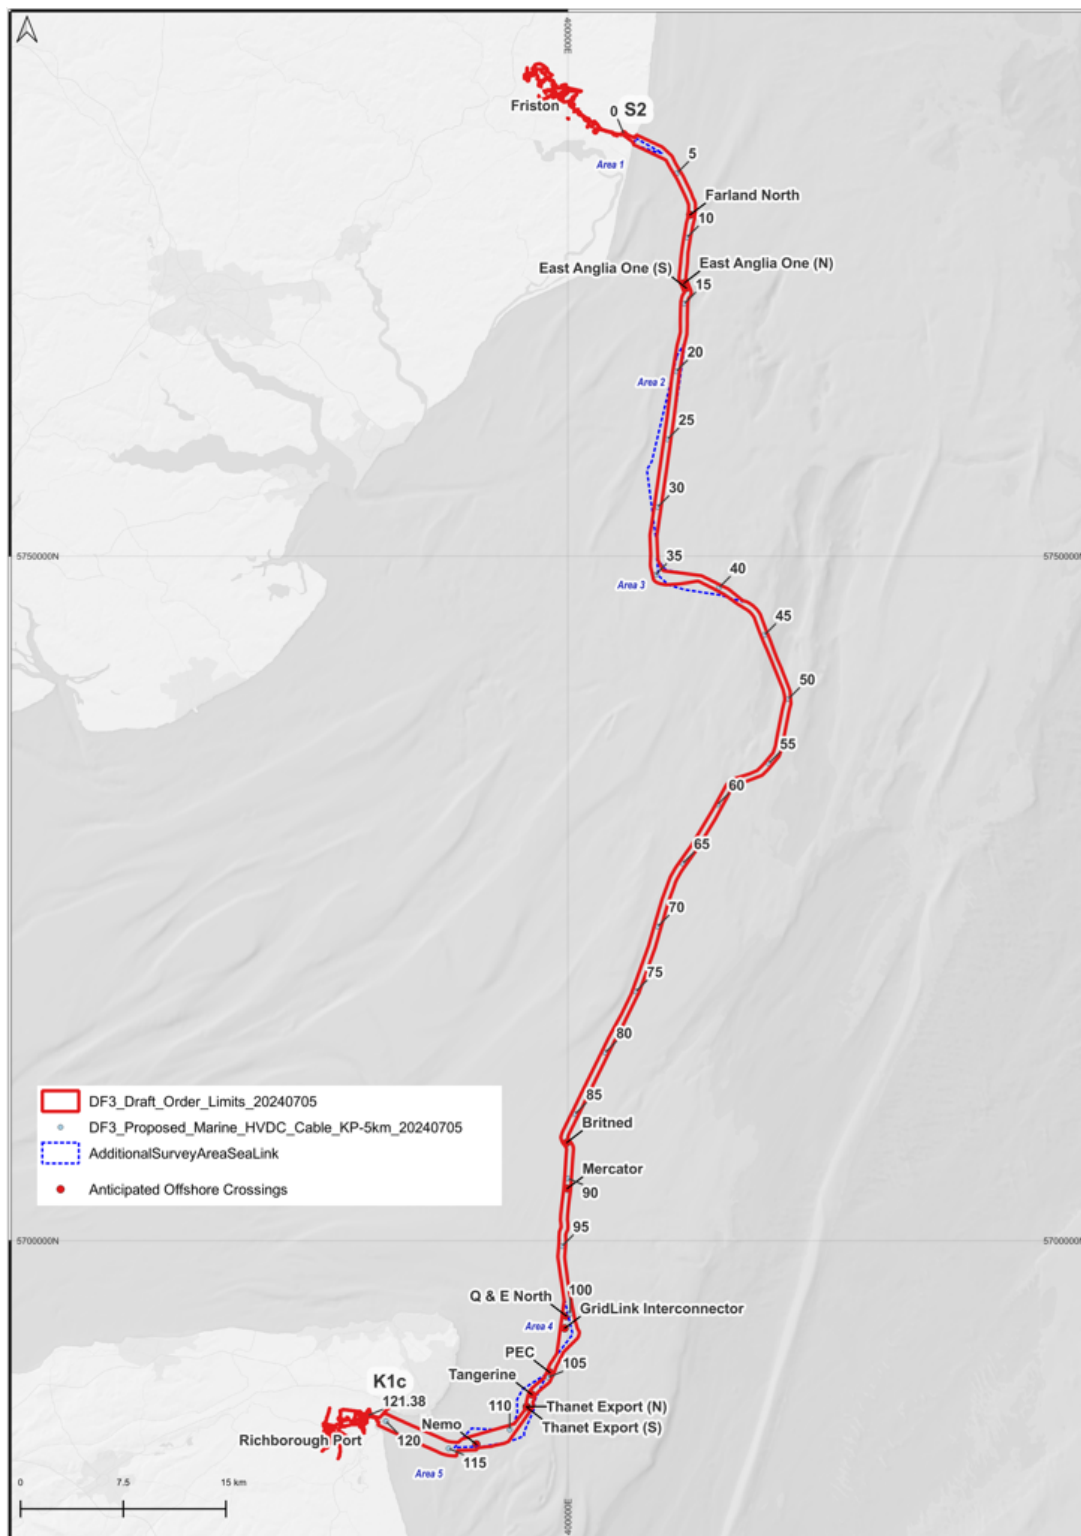 400000E
Friston
0 S2
Area 1
5
Farland North
10
East Anglia One (S)
East Anglia One (N)
15
20
Area 2
25
30
5750000N
5750000N
35
Area 3
40
45
50
55
60
65
70
75
80
85
Britned
Mercator
90
DF3_Draft_Order_Limits_20240705
DF3_Proposed_Marine_HVDC_Cable_KP-5km_20240705
AdditionalSurveyAreaSeaLink
Anticipated Offshore Crossings
95
5700000N
5700000N
100
Q & E North
GridLink Interconnector
Area 4
PEC
105
Tangerine
K1c
121.38
110
Thanet Export (N)
Nemo
Thanet Export (S)
Richborough Port
120
115
Area 5
0 7.5 15 km
400000E